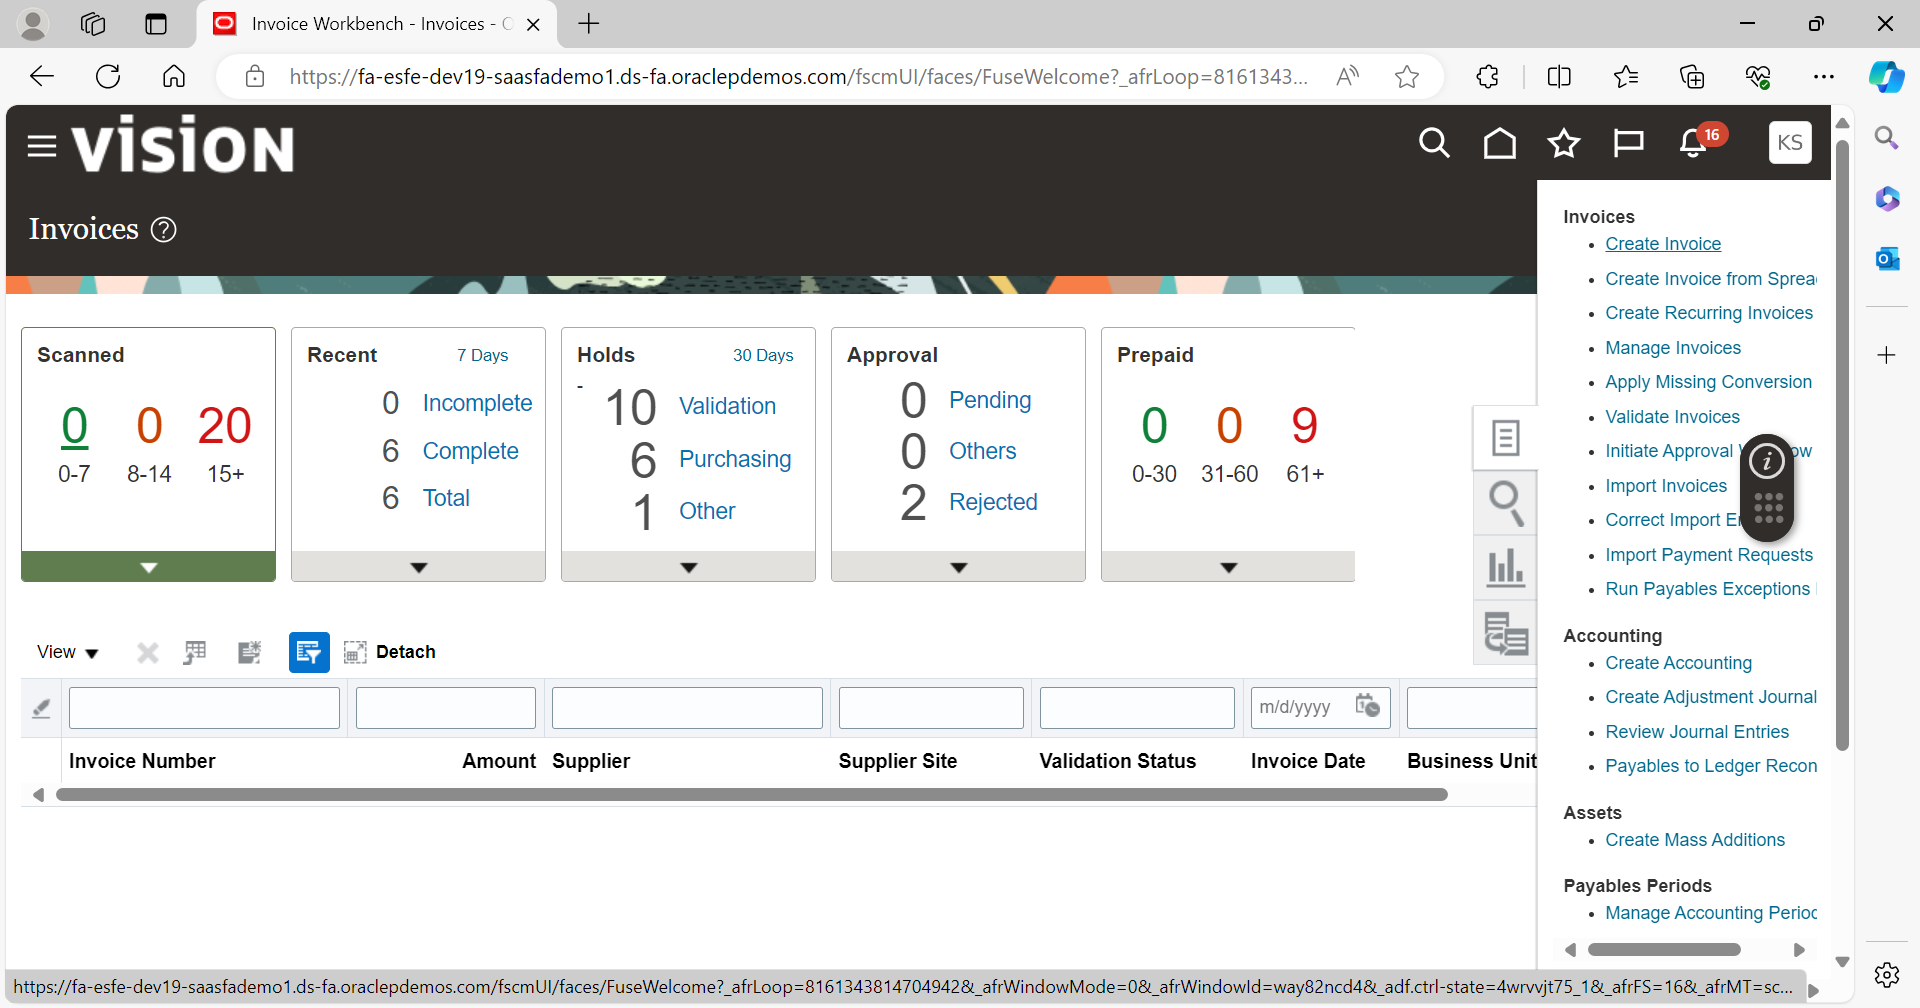 Invoice Workbench - Invoices - O
https://fa-esfe-dev19-saasfademo1.ds-fa.oraclepdemos.com/fscmUI/faces/FuseWelcome?_afrLoop=8161343...
vision
16
KS
Invoices
Scanned
0 0 20
0-7 8-14 15+
Recent 7 Days
0 Incomplete
6 Complete
6 Total
Holds 30 Days
-
10 Validation
6 Purchasing
1 Other
Approval
0 Pending
0 Others
2 Rejected
Prepaid
0 0 9
0-30 31-60 61+
View
Detach
m/d/yyyy
Invoice Number Amount Supplier Supplier Site Validation Status Invoice Date Business Unit
Invoices
Create Invoice
Create Invoice from Sprea
Create Recurring Invoices
Manage Invoices
Apply Missing Conversion
Validate Invoices
Initiate Approval
Import Invoices
Correct Import
Import Payment Requests
Run Payables Exceptions
Accounting
Create Accounting
Create Adjustment Journal
Review Journal Entries
Payables to Ledger Recon
Assets
Create Mass Additions
Payables Periods
Manage Accounting Perioc
https://fa-esfe-dev19-saasfademo1.ds-fa.oraclepdemos.com/fscmUI/faces/FuseWelcome?_afrLoop=81613438147049428&_afrWindowMode=0&_afrWindowId=way82ncd4&_adf.ctrl-state=4wrvvjt75_1&_afrFS=16&_afrMT=sc...